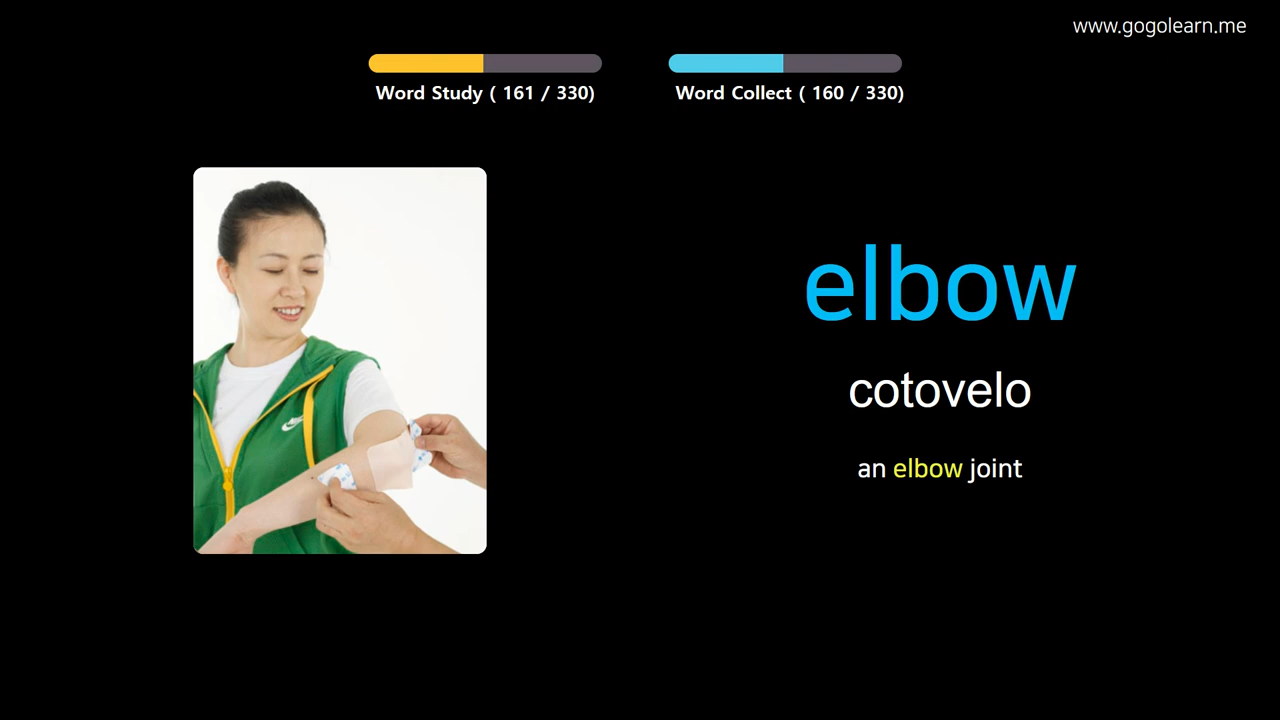 www.gogolearn.me
Word Study ( 161 / 330)
Word Collect ( 160 / 330)
elbow
cotovelo
an elbow joint